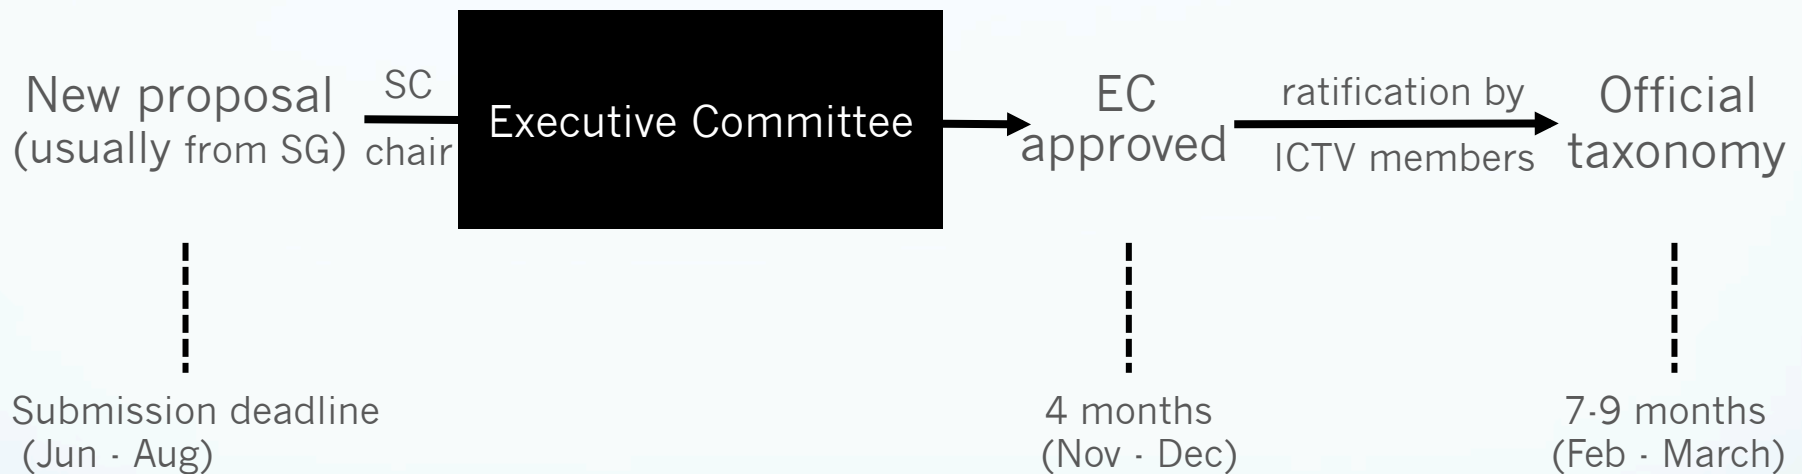 New proposal
(usually from SG)
SC
chair
Executive Committee
EC
approved
ratification by
ICTV members
Official
taxonomy
Submission deadline
(Jun - Aug)
4 months
(Nov - Dec)
7-9 months
(Feb - March)